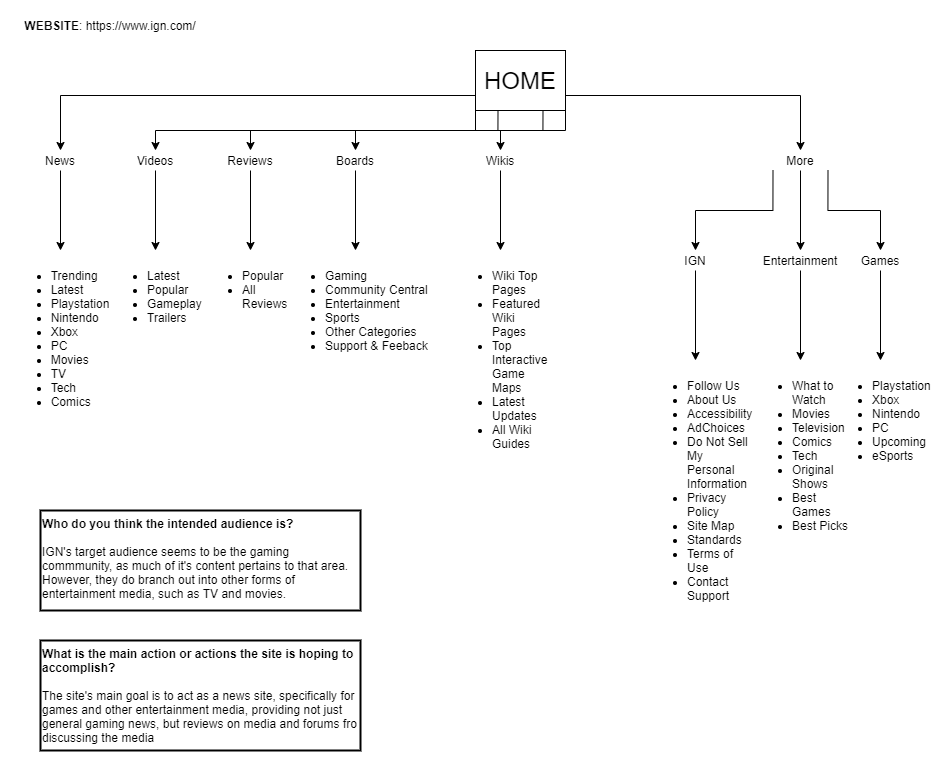 WEBSITE: https://www.ign.com/
HOME
News
Videos
Reviews
Boards
Wikis
More
Trending
Latest
Playstation
Nintendo
Xbox
PC
Movies
TV
Tech
Comics
Latest
Popular
Gameplay
Trailers
Popular
All
Reviews
Gaming
Community Central
Entertainment
Sports
Other Categories
Support & Feeback
Wiki Top
Pages
Featured
Wiki
Pages
Top
Interactive
Game
Maps
Latest
Updates
All Wiki
Guides
IGN
Entertainment
Games
Follow Us
About Us
Accessibility
AdChoices
Do Not Sell
My
Personal
Information
Privacy
Policy
Site Map
Standards
Terms of
Use
Contact
Support
What to
Watch
Movies
Television
Comics
Tech
Original
Shows
Best
Games
Best Picks
Playstation
Xbox
Nintendo
PC
Upcoming
eSports
Who do you think the intended audience is?
IGN's target audience seems to be the gaming
commmunity, as much of it's content pertains to that area.
However, they do branch out into other forms of
entertainment media, such as TV and movies.
What is the main action or actions the site is hoping to
accomplish?
The site's main goal is to act as a news site, specifically for
games and other entertainment media, providing not just
general gaming news, but reviews on media and forums fro
discussing the media